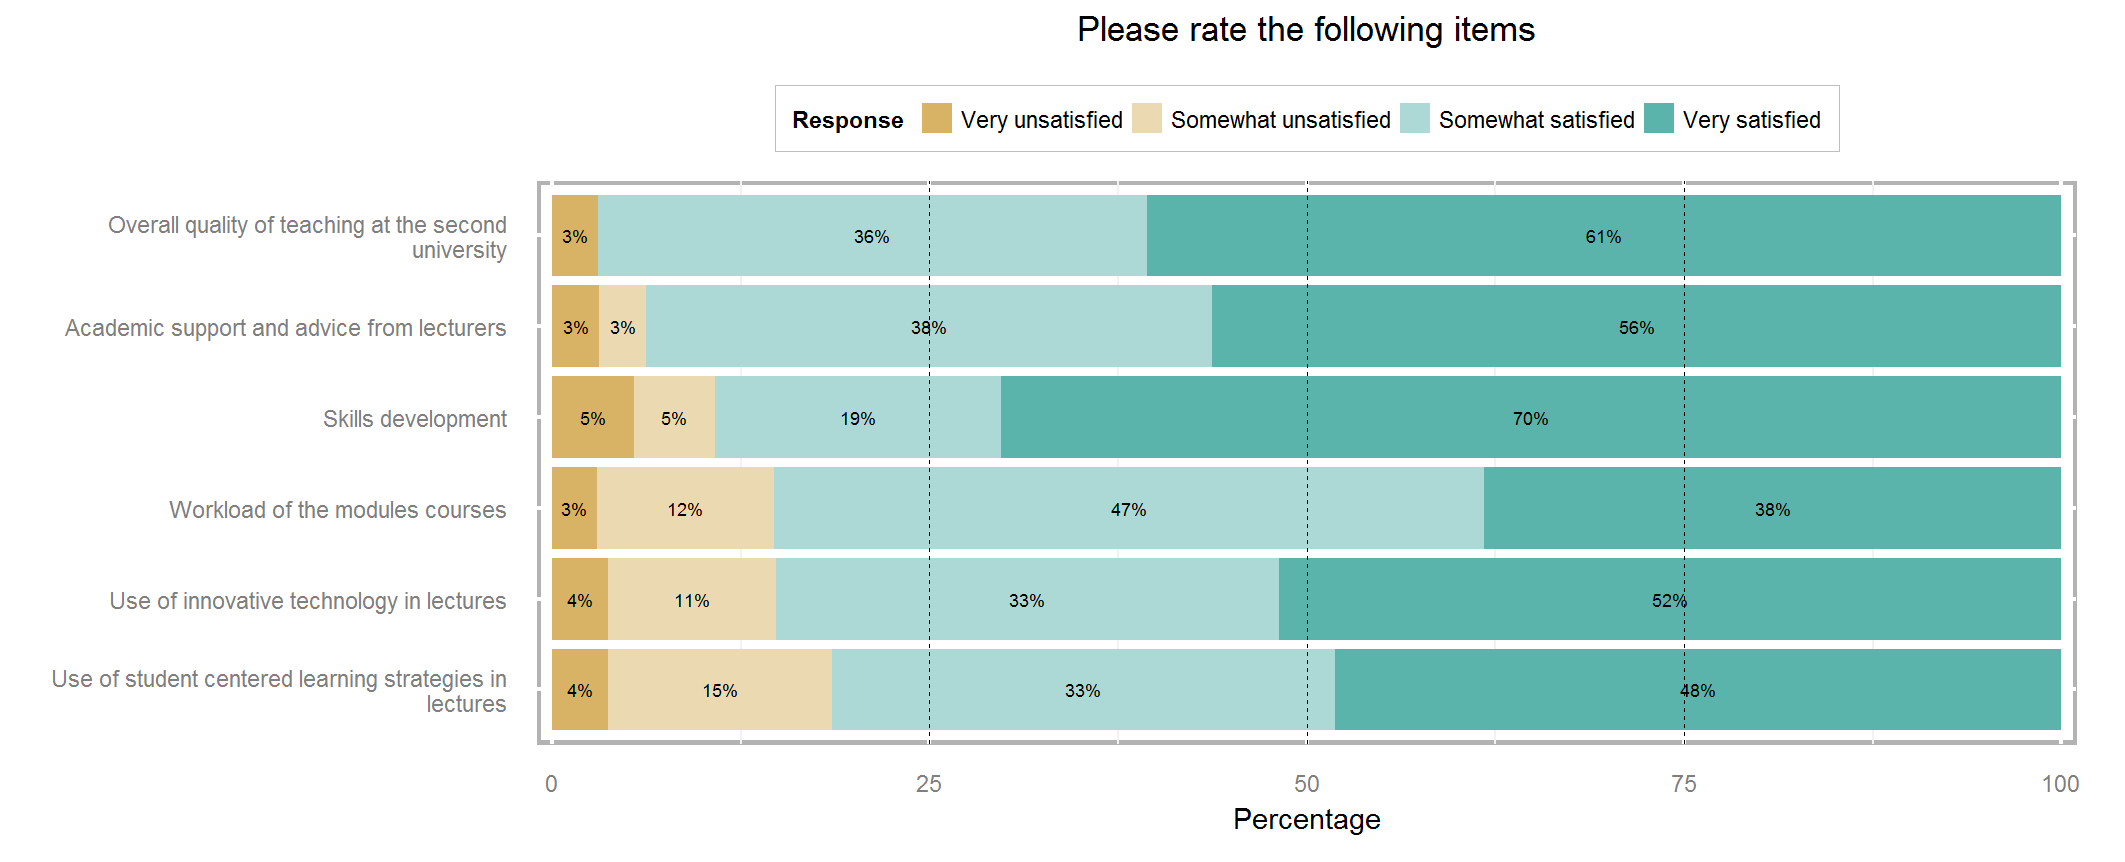 Please rate the following items
Response Very unsatisfied Somewhat unsatisfied Somewhat satisfied Very satisfied
Overall quality of teaching at the second
university
3% 36% 61%
Academic support and advice from lecturers
3% 3% 38% 56%
Skills development
5% 5% 19% 70%
Workload of the modules courses
3% 12% 47% 38%
Use of innovative technology in lectures
4% 11% 33% 52%
Use of student centered learning strategies in
lectures
4% 15% 33% 48%
0 25 50 75 100
Percentage